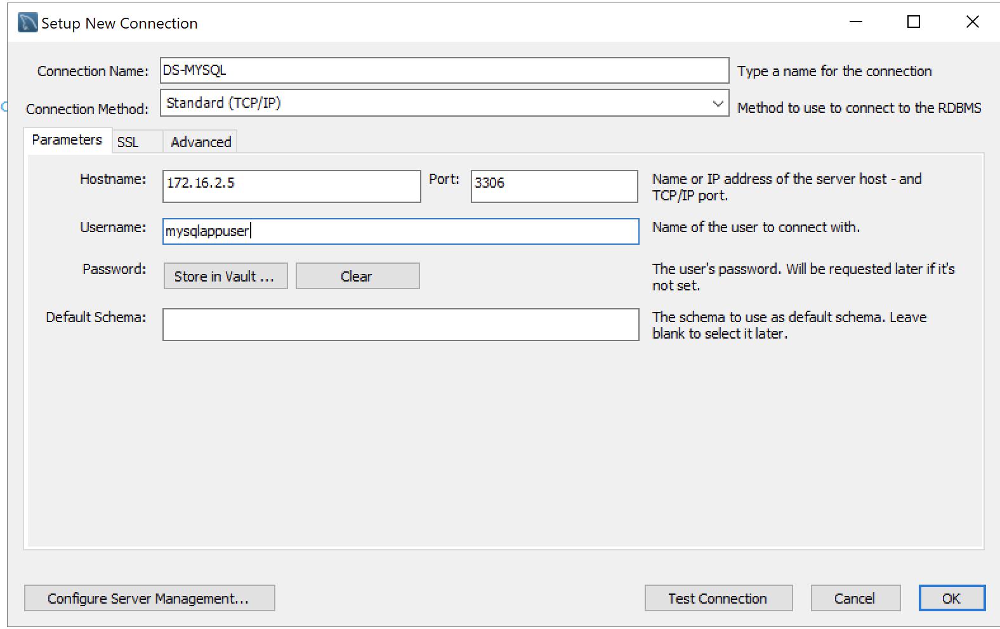 Setup New Connection
Connection Name: DS-MYSQL Type a name for the connection
Connection Method: Standard (TCP/IP) Method to use to connect to the RDBMS
Parameters SSL Advanced
Hostname: 172.16.2.5 Port: 3306 Name or IP address of the server host - and
TCP/IP port.
Username: mysqlappuser Name of the user to connect with.
Password: Store in Vault ... Clear The user's password. Will be requested later if it's
not set.
Default Schema: The schema to use as default schema. Leave
blank to select it later.
Configure Server Management... Test Connection Cancel OK